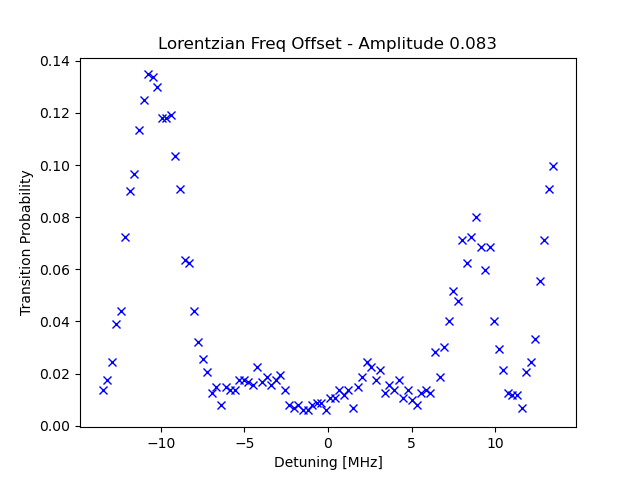 Lorentzian Freq Offset - Amplitude 0.083
0.14
0.12
0.10
0.08
0.06
0.04
0.02
0.00
Transition Probability
−10 −5 0 5 10
Detuning [MHz]